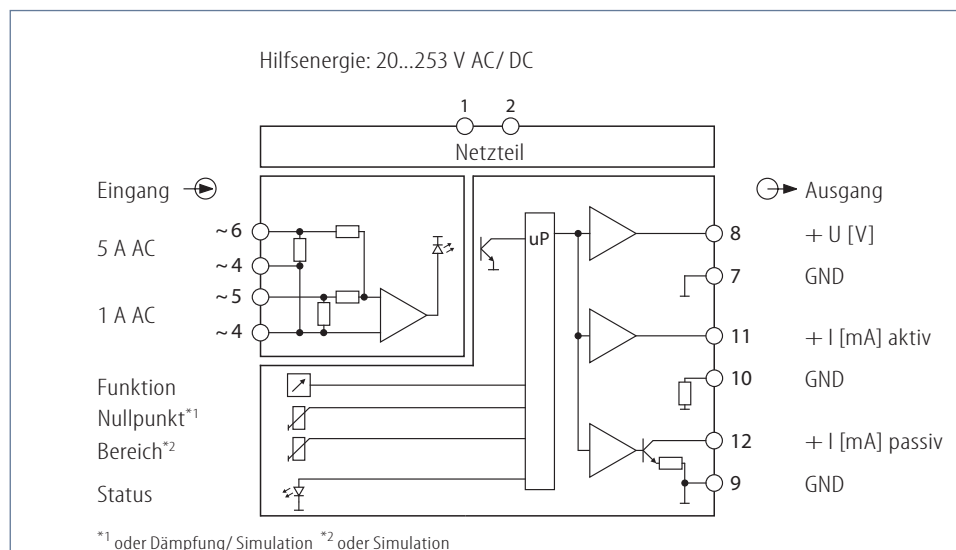 Hilfsenergie: 20...253 V AC/ DC
1 2
Netzteil
Eingang
Ausgang
5 A AC
~6
~4
1 A AC
~5
~4
uP
8 + U [V]
7 GND
11 + I [mA] aktiv
10 GND
12 + I [mA] passiv
9 GND
Funktion
Nullpunkt*1
Bereich*2
Status
*1 oder Dämpfung/ Simulation *2 oder Simulation